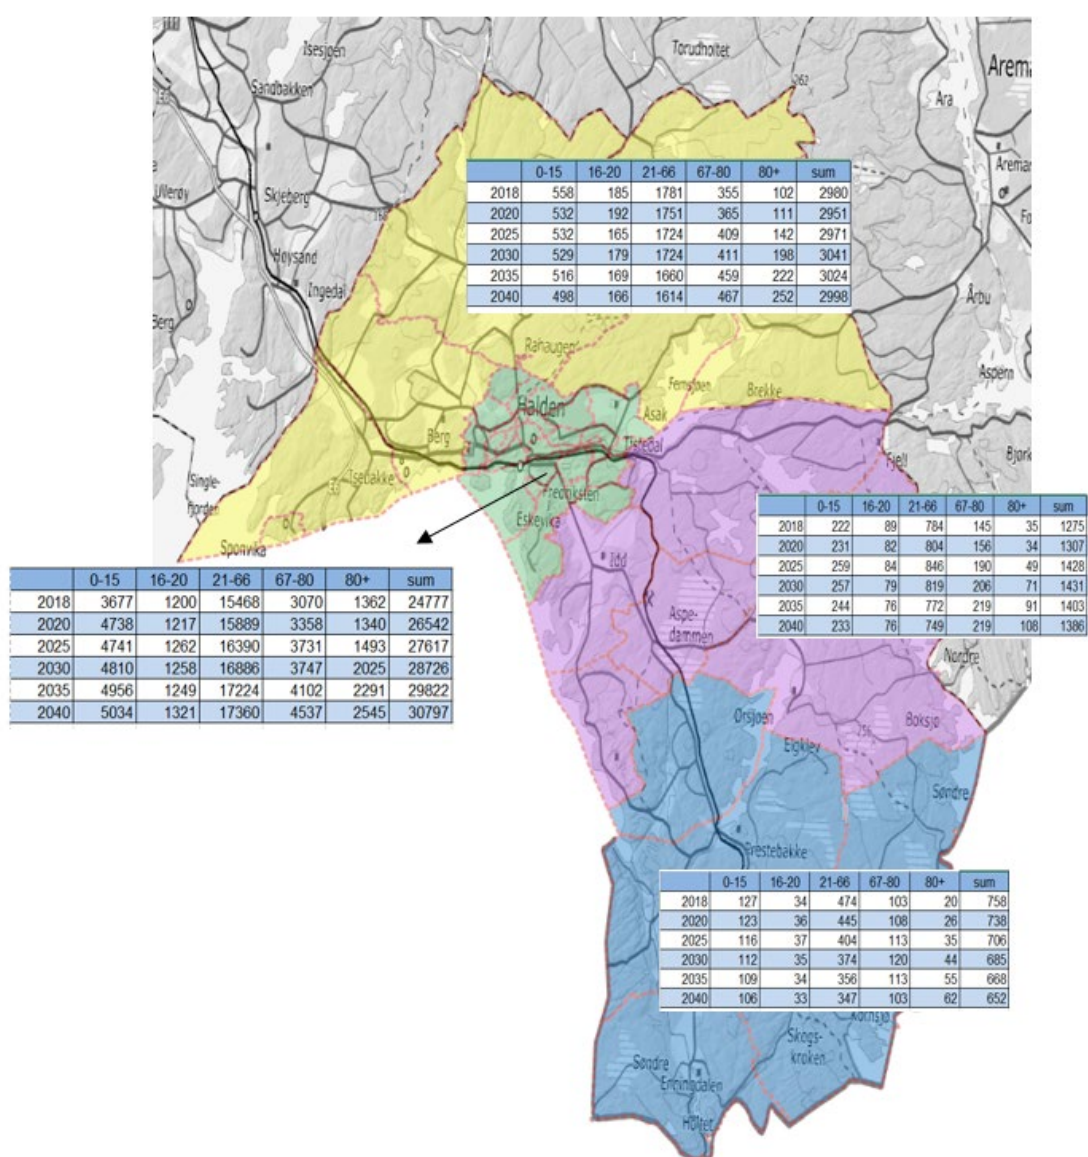 Isesjøen
Torudholtet
Sandbakken
262
Arema
Ara
Aremar
Ullerøy
Skjeberg
Høysand
Ingedal
Årbu
Berg
Aspern
0-15 16-20 21-66 67-80 80+ sum
2018 558 185 1781 355 102 2980
2020 532 192 1751 365 111 2951
2025 532 165 1724 409 142 2971
2030 529 179 1724 411 198 3041
2035 516 169 1660 459 222 3024
2040 498 166 1614 467 252 2998
Rahaugen
Femsjøen
Brekke
Halden
Asak
Berg
Tistedal
Fjell
Bjørk
Isebakke
Single-
fjorden
Fredriksten
Eskevika
Sponvika
Idd
0-15 16-20 21-66 67-80 80+ sum
2018 222 89 784 145 35 1275
2020 231 82 804 156 34 1307
2025 259 84 846 190 49 1428
2030 257 79 819 206 71 1431
2035 244 76 772 219 91 1403
2040 233 76 749 219 108 1386
0-15 16-20 21-66 67-80 80+ sum
2018 3677 1200 15468 3070 1362 24777
2020 4738 1217 15889 3358 1340 26542
2025 4741 1262 16390 3731 1493 27617
2030 4810 1258 16886 3747 2025 28726
2035 4956 1249 17224 4102 2291 29822
2040 5034 1321 17360 4537 2545 30797
Aspe-
dammen
Nordre
Ørsjøen
Boksjø
Eigklev
Søndre
Prestebakke
0-15 16-20 21-66 67-80 80+ sum
2018 127 34 474 103 20 758
2020 123 36 445 108 26 738
2025 116 37 404 113 35 706
2030 112 35 374 120 44 685
2035 109 34 356 113 55 668
2040 106 33 347 103 62 652
Kornsjø
Skogs-
kroken
Søndre
Enningdalen
Holtet